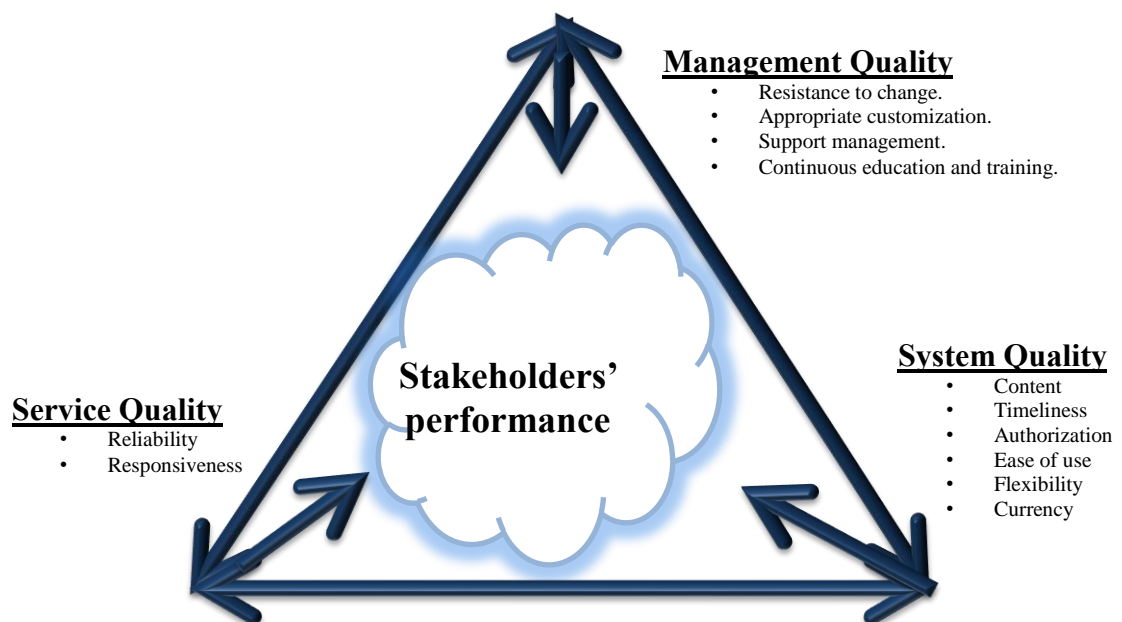 Management Quality
• Resistance to change.
• Appropriate customization.
• Support management.
• Continuous education and training.
Stakeholders’
performance
System Quality
• Content
• Timeliness
• Authorization
• Ease of use
• Flexibility
• Currency
Service Quality
• Reliability
• Responsiveness